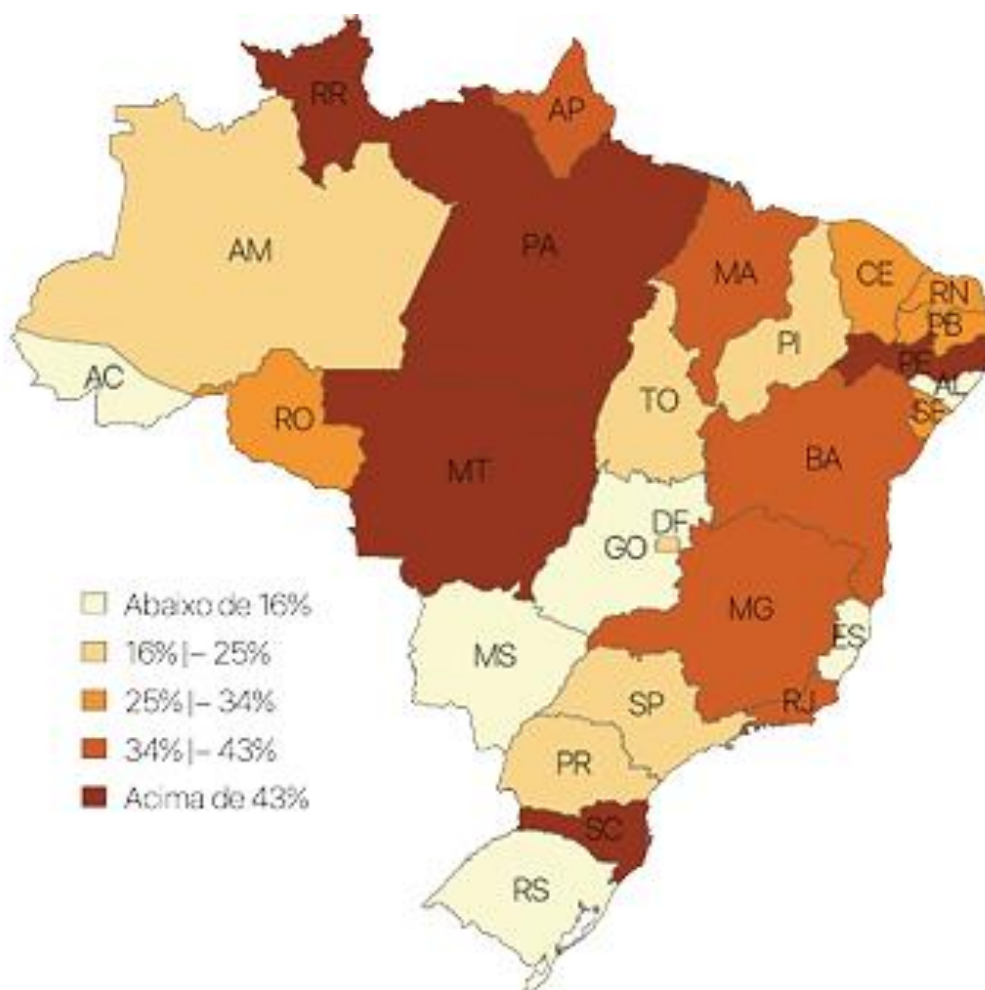 RR
AP
AM
PA
MA
CE
RN
PB
PI
PE
AC
AL
TO
SE
RO
BA
MT
DF
GO
Abaixo de 16%
MG
ES
16%|– 25%
MS
25%|– 34%
SP
RJ
34%|– 43%
PR
Acima de 43%
SC
RS